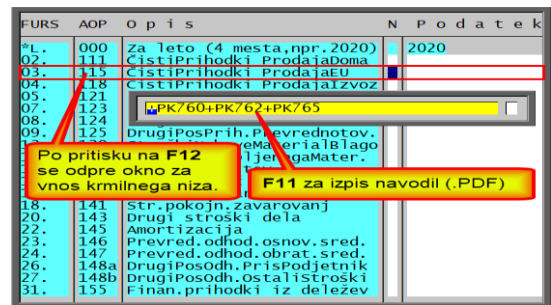 FURS AOP O p i s N P o d a t e k
*L. 000 Za leto (4 mesta,npr.2020) 2020
02. 111 ČistiPrihodki ProdajaDoma
03. 115 ČistiPrihodki ProdajaEU
04. 118 ČistiPrihodki ProdajaIzvoz
05. 121
07. 123
+PK760+PK762+PK765
08. 124
09. 125 DrugiPosPrih.Prevrednotov.
Po pritisku na F12
se odpre okno za
vnos krmilnega niza.
F11 za izpis navodil (.PDF)
18. 141 Str.pokojn.zavarovanj
20. 143 Drugi stroški dela
22. 145 Amortizacija
23. 146 Prevred.odhod.osnov.sred.
24. 147 Prevred.odhod.obrat.sred.
26. 148a DrugiPosOdh.PrisPodjetnik
27. 148b DrugiPosOdh.OstaliStroški
31. 155 Finan.prihodki iz deležev